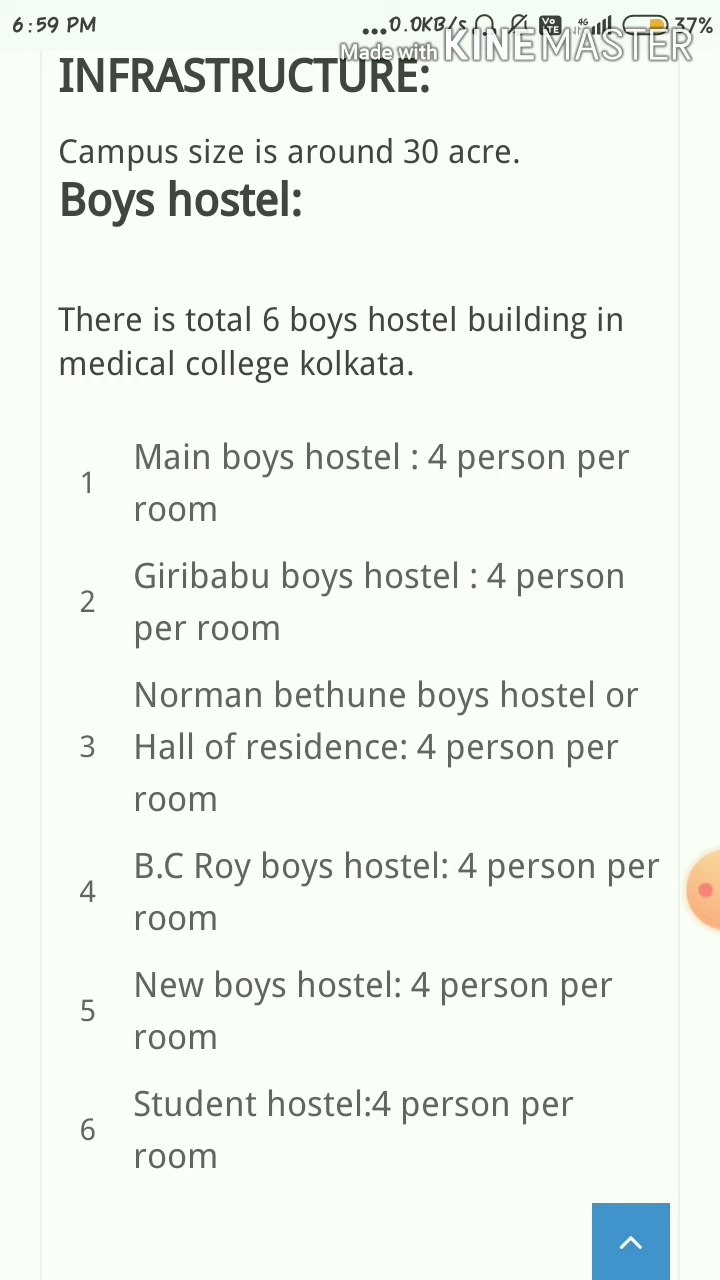 6:59 PM
...0.0KB/s 4G 37%
Vo LTE
Made with KINEMASTER
INFRASTRUCTURE:
Campus size is around 30 acre.
Boys hostel:
There is total 6 boys hostel building in
medical college kolkata.
1
Main boys hostel : 4 person per
room
2
Giribabu boys hostel : 4 person
per room
3
Norman bethune boys hostel or
Hall of residence: 4 person per
room
4
B.C Roy boys hostel: 4 person per
room
5
New boys hostel: 4 person per
room
6
Student hostel:4 person per
room